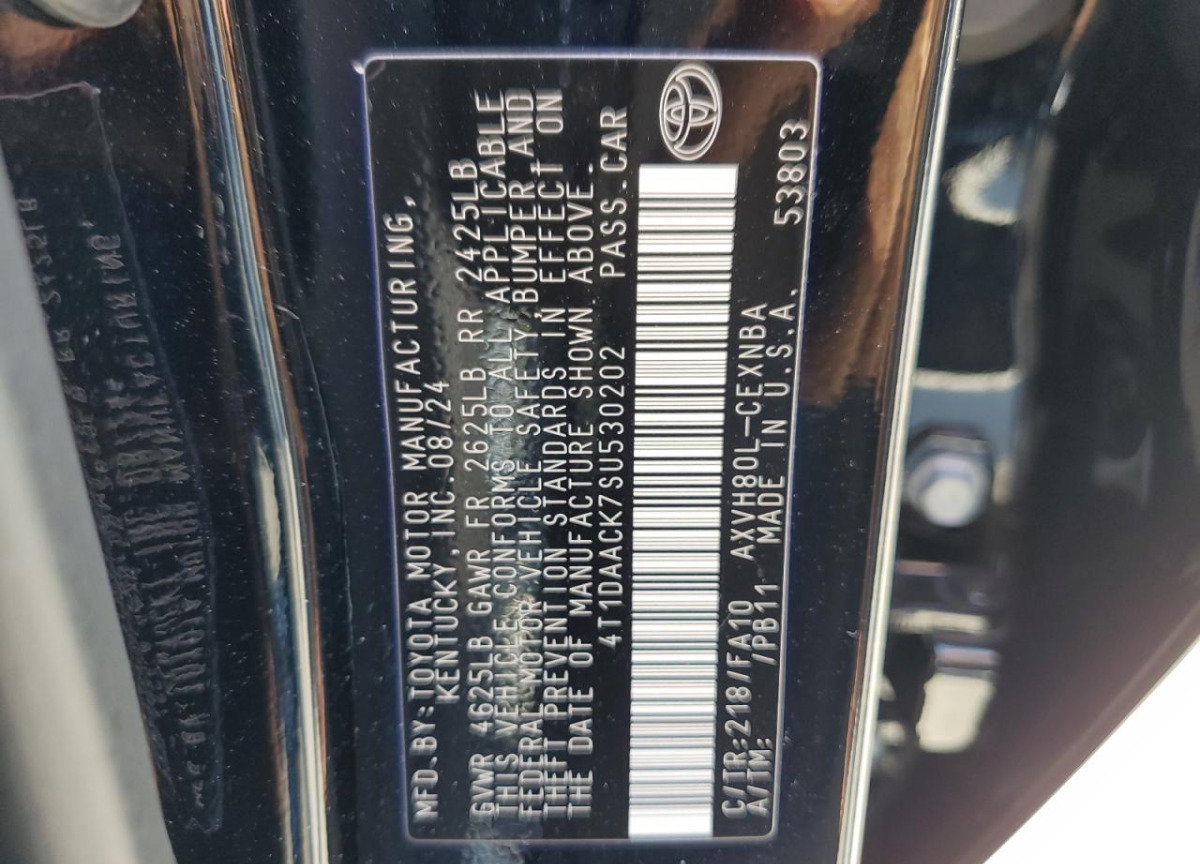 MFD.BY:TOYOTA MOTOR MANUFACTURING,
KENTUCKY,INC.08/24
GVWR 4625LB GAWR FR 2625LB RR 2425LB
THIS VEHICLE CONFORMS TO ALL APPLICABLE
FEDERAL MOTOR VEHICLE SAFETY,BUMPER AND
THEFT PREVENTION STANDARDS IN EFFECT ON
THE DATE OF MANUFACTURE SHOWN ABOVE.
4T1DAACK7SU530202 PASS.CAR
C/TR:218/FA10 AXVH80L-CEXNBA 53803
A/TM: /PB11 MADE IN U.S.A.